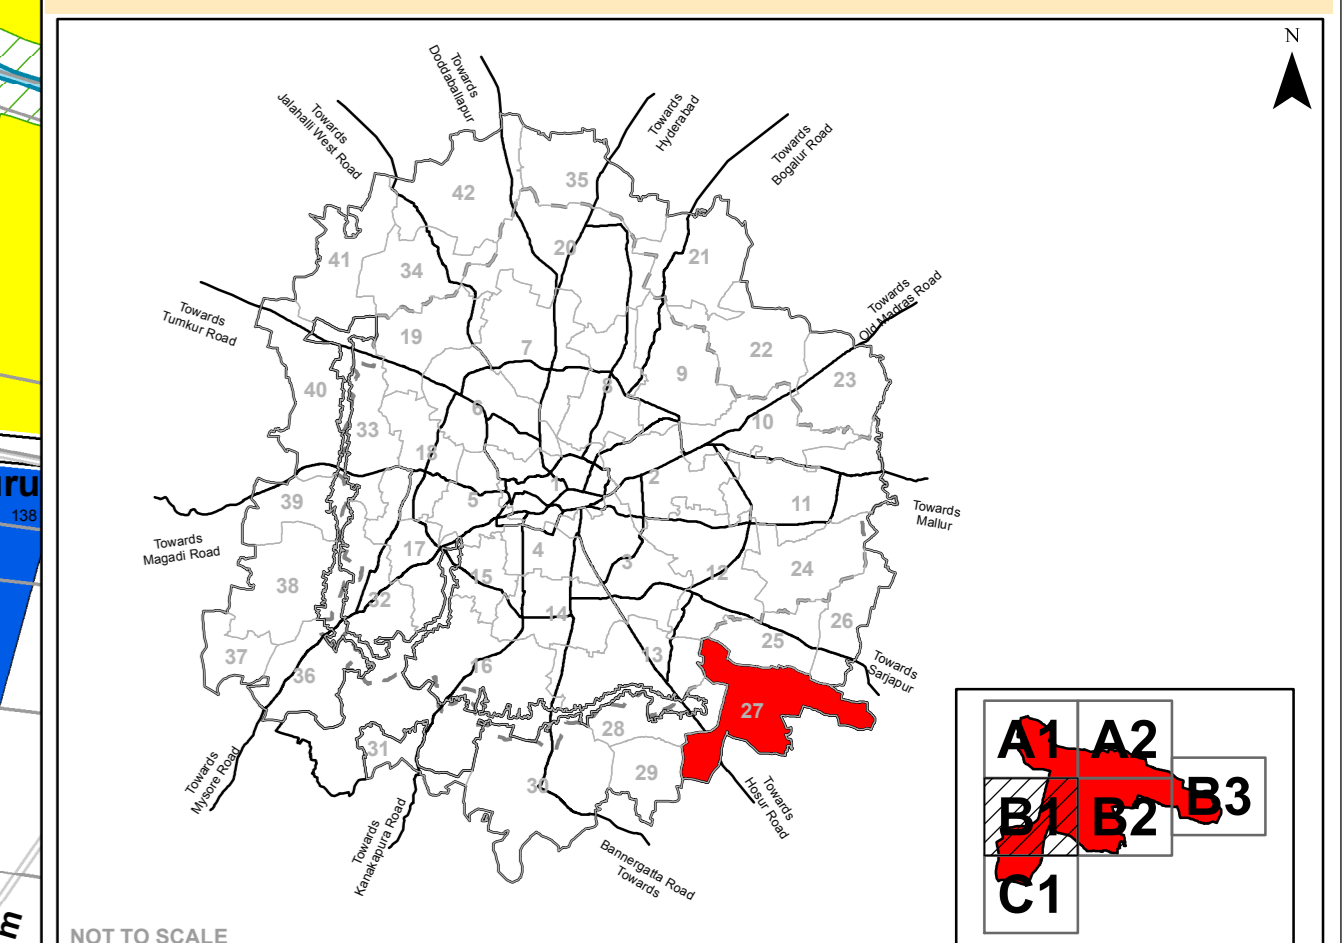 N
Towards
Doddaballapur
Towards
Jalahalli West Road
Towards
Hyderabad
Towards
Bogalur Road
42
35
20
21
41
34
Towards
Old Madras Road
Towards
Tumkur Road
19
7
22
9
23
40
8
6
33
10
18
2
1
39
5
11
Towards
Mallur
Towards
Magadi Road
17
4
3
12
24
15
38
32
14
26
25
13
37
16
36
Towards
Sarjapur
27
28
31
29
30
Towards
Mysore Road
Towards
Kanakapura Road
Bannergatta Road
Towards
Towards
Hosur Road
A1
A2
B1
B2
B3
C1
NOT TO SCALE
ru
138
m